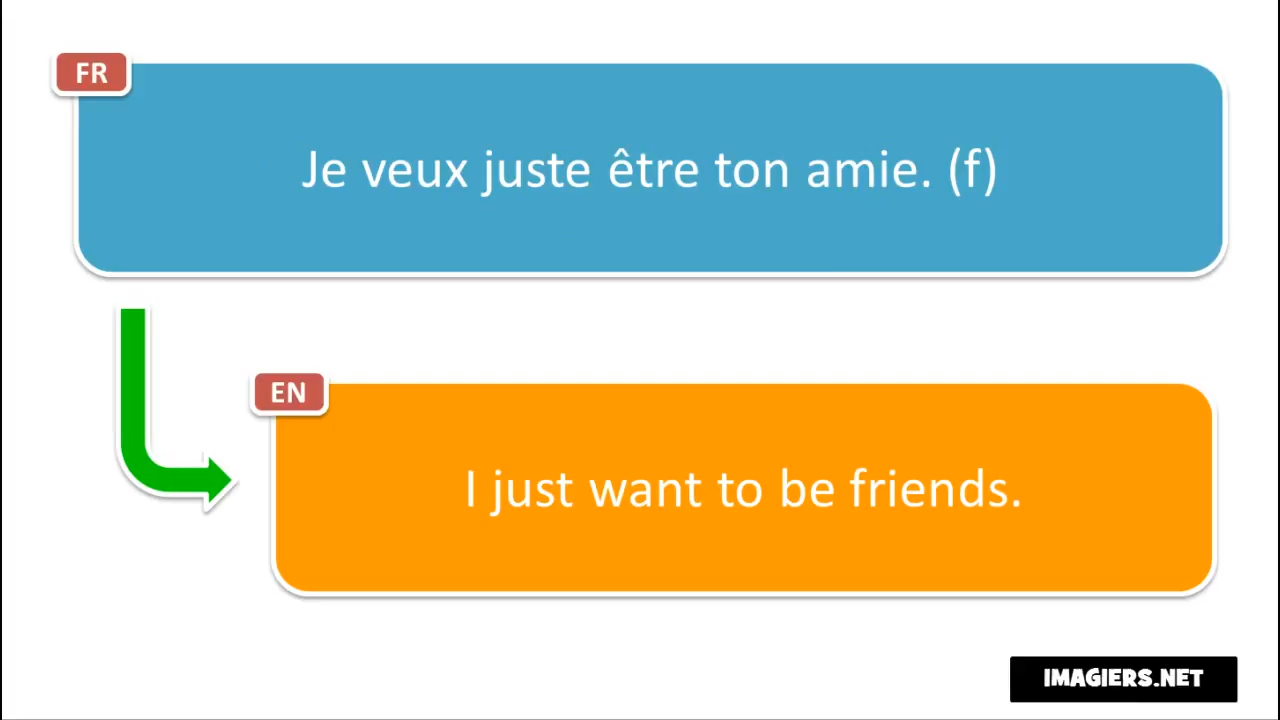 FR
Je veux juste être ton amie. (f)
EN
I just want to be friends.
IMAGIERS.NET